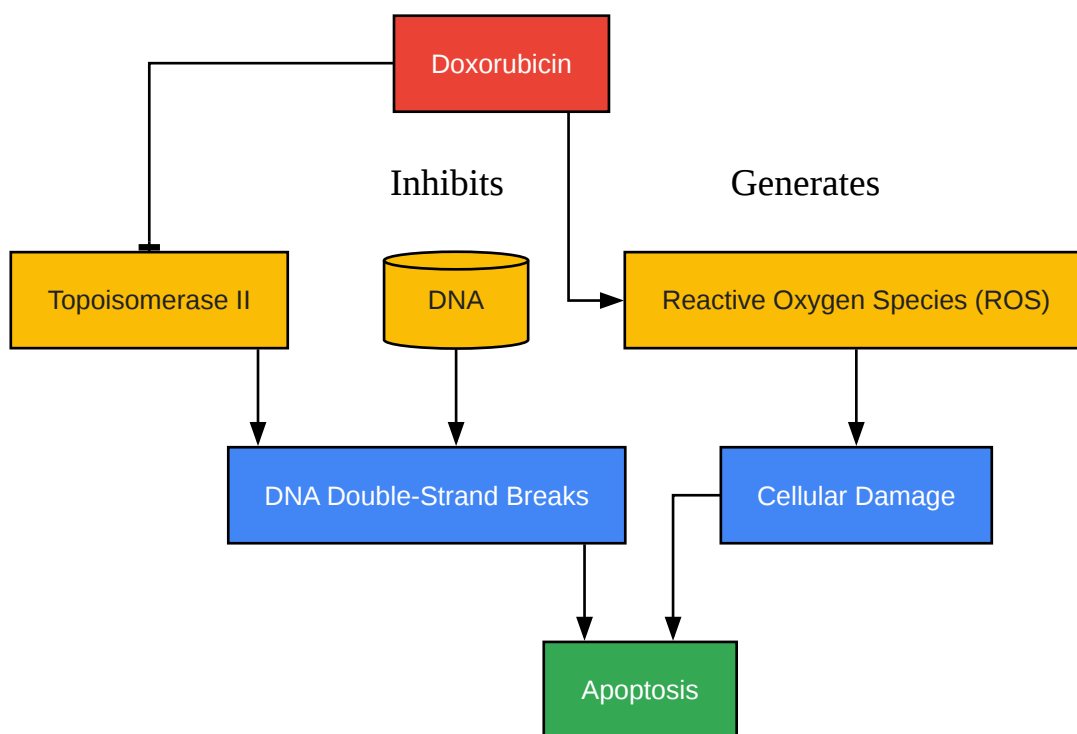 Doxorubicin
Inhibits
Generates
Topoisomerase II
DNA
Reactive Oxygen Species (ROS)
DNA Double-Strand Breaks
Cellular Damage
Apoptosis